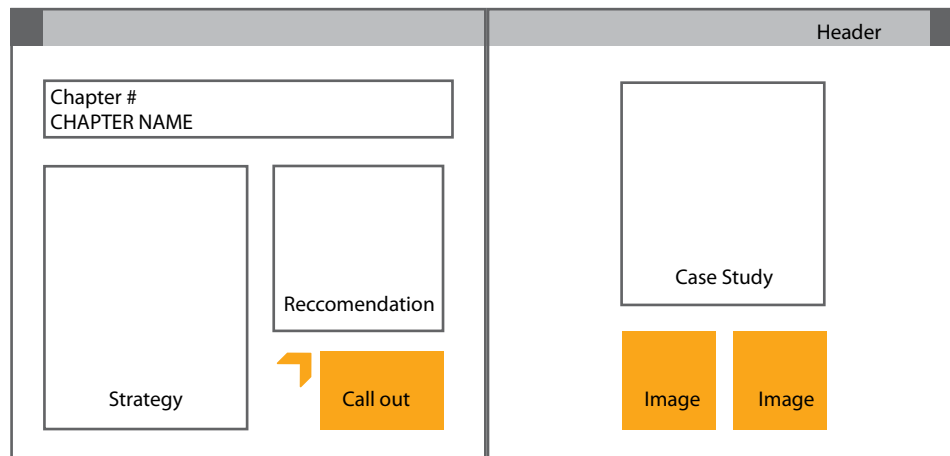 Header
Chapter #
CHAPTER NAME
Strategy
Reccomendation
Call out
Case Study
Image
Image